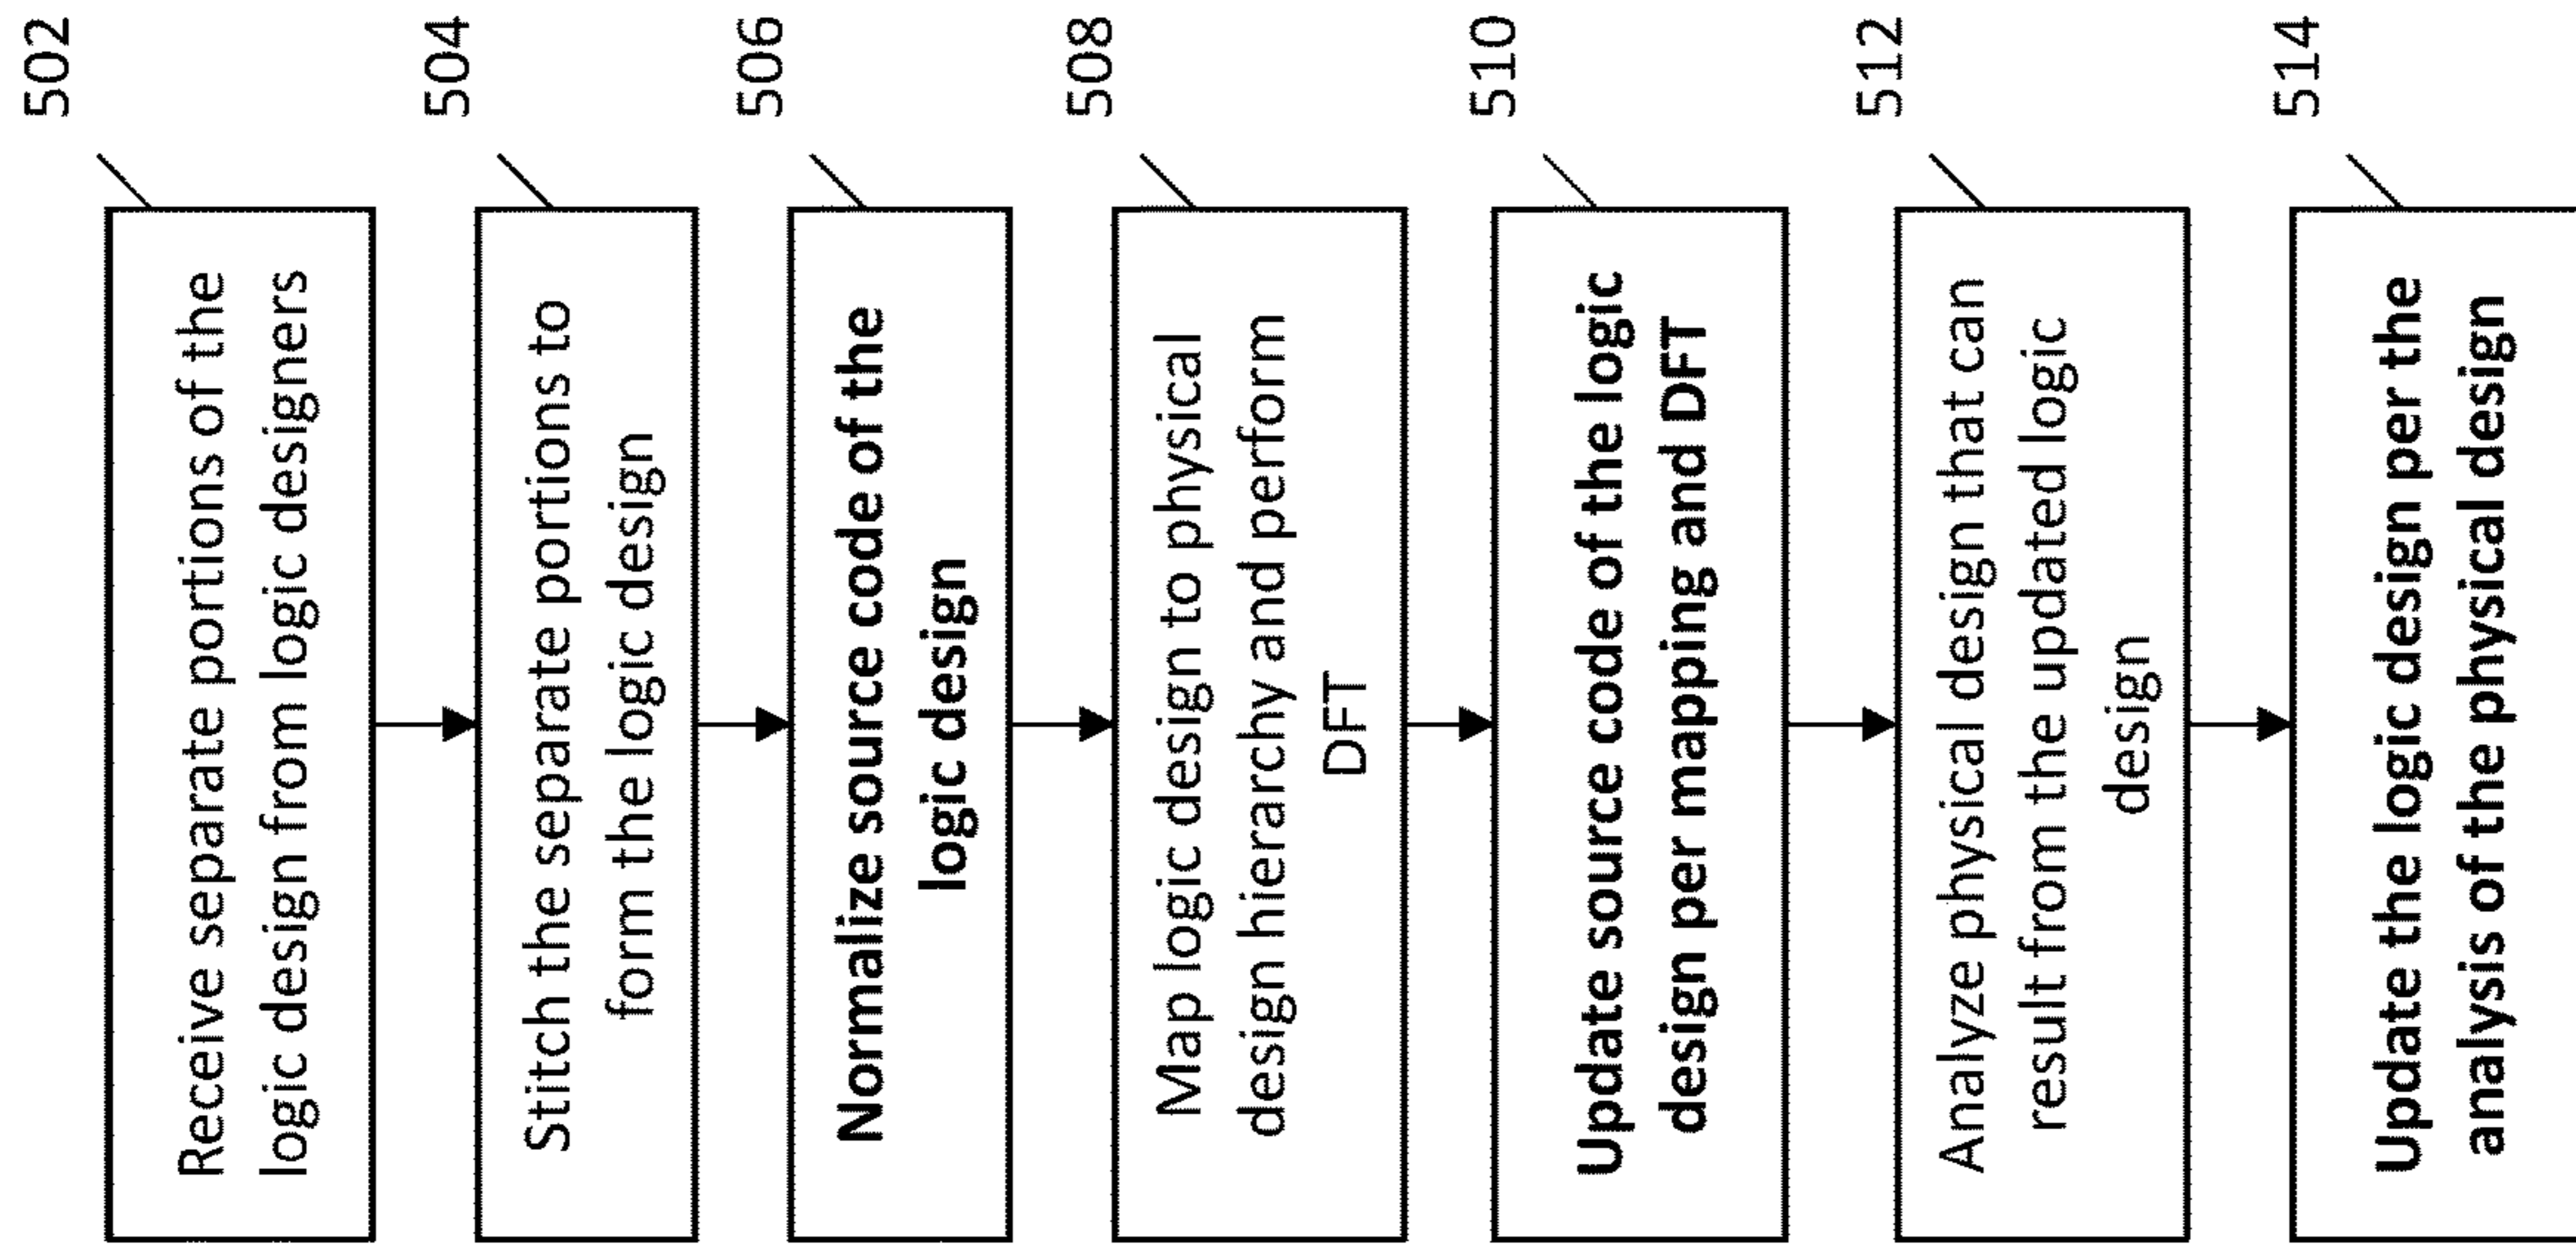 502
Receive separate portions of the
logic design from logic designers
504
Stitch the separate portions to
form the logic design
506
Normalize source code of the
logic design
508
Map logic design to physical
design hierarchy and perform
DFT
510
Update source code of the logic
design per mapping and DFT
512
Analyze physical design that can
result from the updated logic
design
514
Update the logic design per the
analysis of the physical design